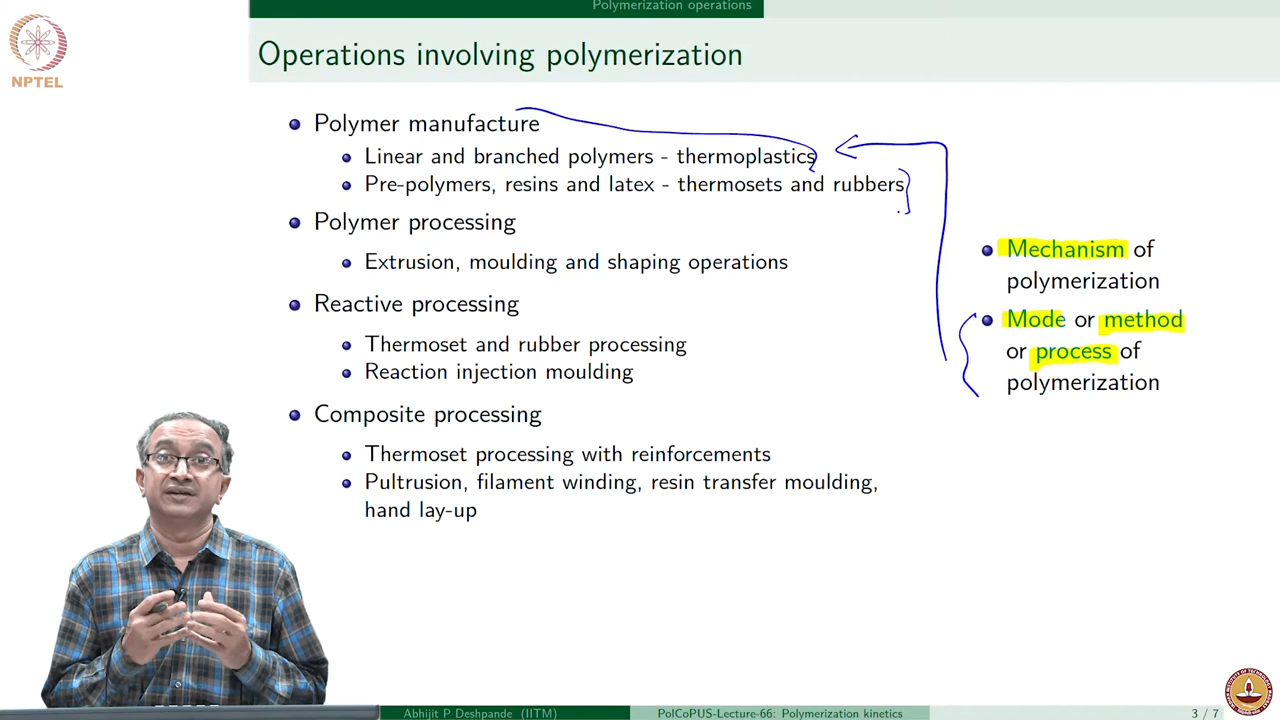 Polymerization operations
NPTEL
Operations involving polymerization
Polymer manufacture
Linear and branched polymers - thermoplastics
Pre-polymers, resins and latex - thermosets and rubbers
Polymer processing
Extrusion, moulding and shaping operations
Reactive processing
Thermoset and rubber processing
Reaction injection moulding
Composite processing
Thermoset processing with reinforcements
Pultrusion, filament winding, resin transfer moulding,
hand lay-up
Mechanism of
polymerization
Mode or method
or process of
polymerization
Abhijit P Deshpande (IITM)
PolCoPUS-Lecture-66: Polymerization kinetics
3 / 7